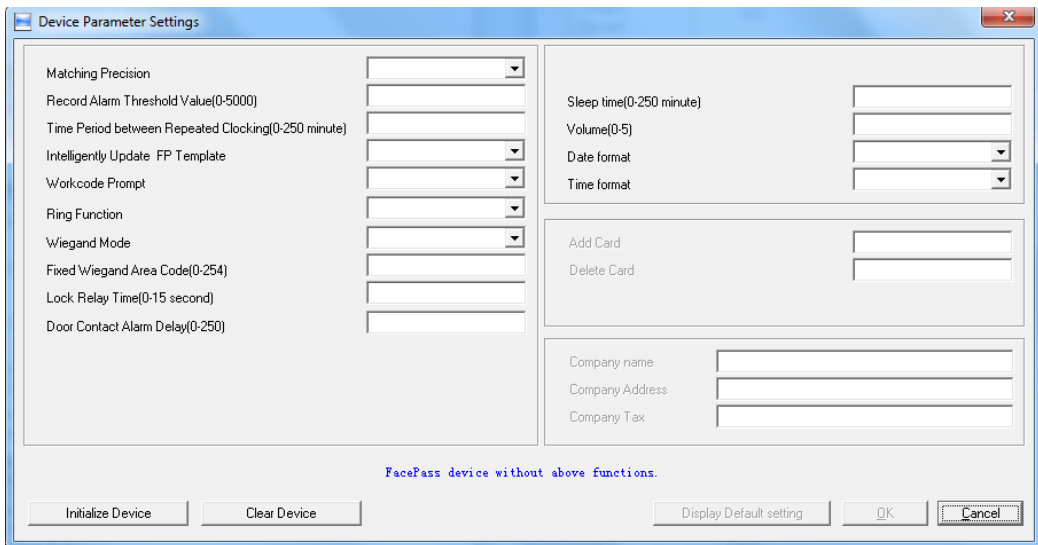 Device Parameter Settings
Matching Precision
Record Alarm Threshold Value(0-5000)
Time Period between Repeated Clocking(0-250 minute)
Intelligently Update FP Template
Workcode Prompt
Ring Function
Wiegand Mode
Fixed Wiegand Area Code(0-254)
Lock Relay Time(0-15 second)
Door Contact Alarm Delay(0-250)
Sleep time(0-250 minute)
Volume(0-5)
Date format
Time format
Add Card
Delete Card
Company name
Company Address
Company Tax
FacePass device without above functions.
Initialize Device
Clear Device
Display Default setting
OK
Cancel